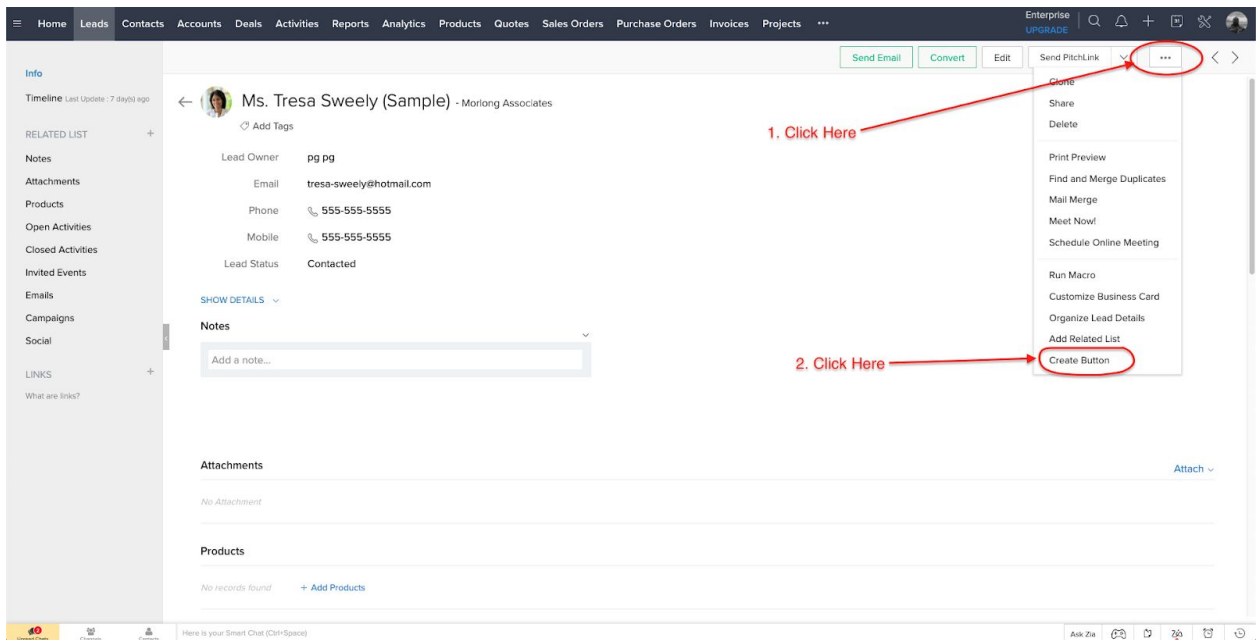 Home Leads Contacts Accounts Deals Activities Reports Analytics Products Quotes Sales Orders Purchase Orders Invoices Projects •••
Enterprise
UPGRADE
Send Email Convert Edit Send PitchLink •••
Info
Timeline Last Update : 7 day(s) ago
RELATED LIST +
Notes
Attachments
Products
Open Activities
Closed Activities
Invited Events
Emails
Campaigns
Social
LINKS +
What are links?
Ms. Tresa Sweely (Sample) - Morlong Associates
Add Tags
Lead Owner pg pg
Email tresa-sweely@hotmail.com
Phone 555-555-5555
Mobile 555-555-5555
Lead Status Contacted
SHOW DETAILS
Notes
Add a note...
Attachments
Attach
No Attachment
Products
No records found + Add Products
1. Click Here
2. Click Here
Clone
Share
Delete
Print Preview
Find and Merge Duplicates
Mail Merge
Meet Now!
Schedule Online Meeting
Run Macro
Customize Business Card
Organize Lead Details
Add Related List
Create Button
Unread Chats Channels Contacts
Here is your Smart Chat (Ctrl+Space)
Ask Zia